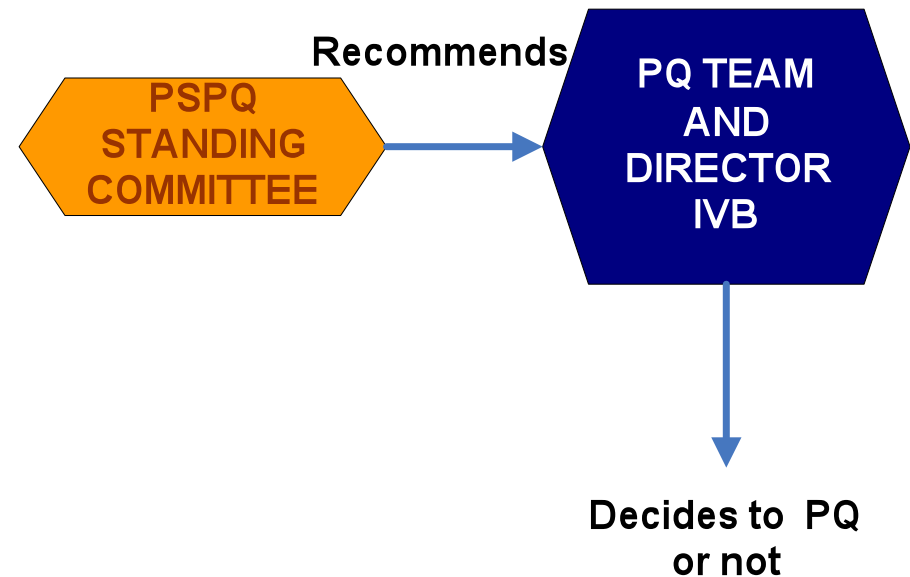 Recommends
PSPQ
STANDING
COMMITTEE
PQ TEAM
AND
DIRECTOR
IVB
Decides to  PQ
or not